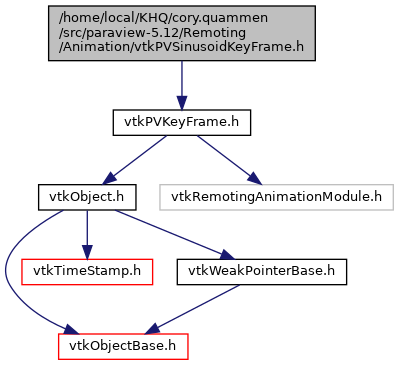 /home/local/KHQ/cory.quammen
/src/paraview-5.12/Remoting
/Animation/vtkPVSinusoidKeyFrame.h
vtkPVKeyFrame.h
vtkObject.h
vtkRemotingAnimationModule.h
vtkTimeStamp.h
vtkWeakPointerBase.h
vtkObjectBase.h